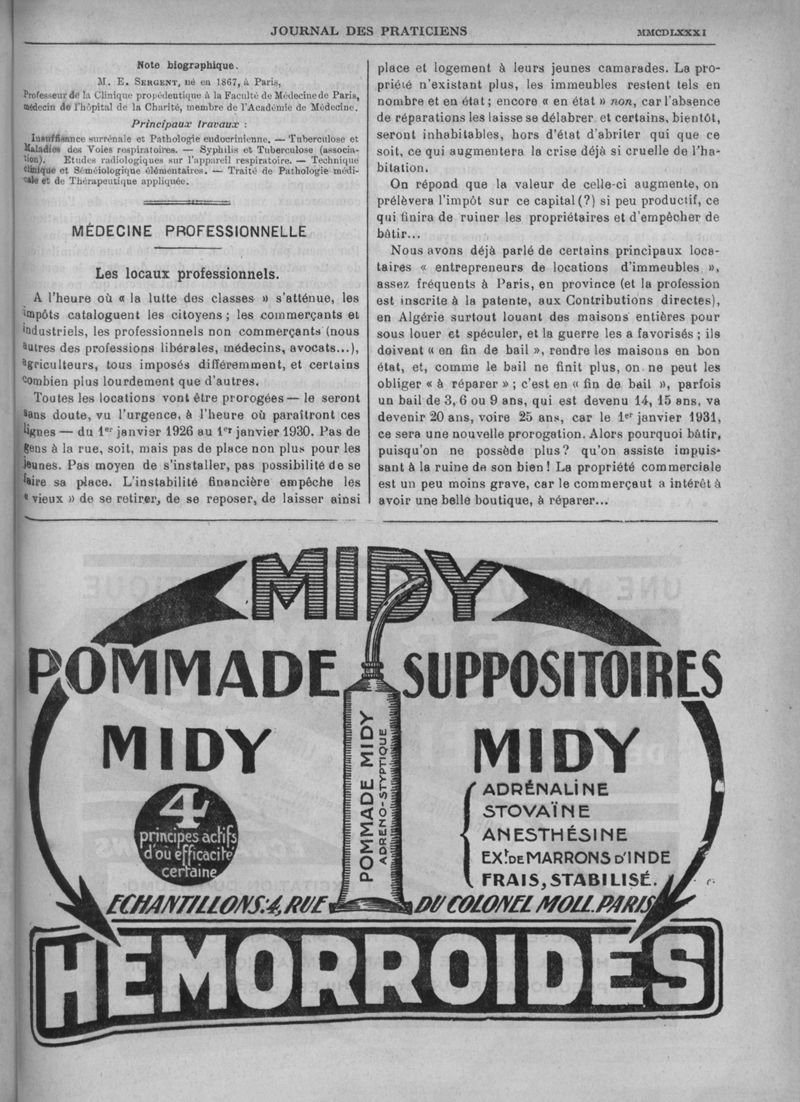 JOURNAL DES PRATICIENS
MMCDLXXXI
Note biographique.
M. E. SERGENT, né en 1867, à Paris,
Professeur de la Clinique propédeutique à la Faculté de Médecine de Paris,
médecin de l'hôpital de la Charité, membre de l'Académie de Médecine.
Principaux travaux :
Insuffisance surrénale et Pathologie endocrinienne. — Tuberculose et
Maladies des Voies respiratoires. — Syphilis et Tuberculose (associa-
tion). Etudes radiologiques sur l'appareil respiratoire. — Technique
clinique et Séméiologique élémentaires. — Traité de Pathologie médi-
cale et de Thérapeutique appliquée.
MÉDECINE PROFESSIONNELLE
Les locaux professionnels.
A l'heure où « la lutte des classes » s'atténue, les
impôts cataloguent les citoyens ; les commerçants et
industriels, les professionnels non commerçants (nous
autres des professions libérales, médecins, avocats...),
agriculteurs, tous imposés différemment, et certains
combien plus lourdement que d'autres.
Toutes les locations vont être prorogées — le seront
sans doute, vu l'urgence, à l'heure où paraîtront ces
lignes — du 1er janvier 1926 au 1er janvier 1930. Pas de
gens à la rue, soit, mais pas de place non plus pour les
jeunes. Pas moyen de s'installer, pas possibilité de se
faire sa place. L'instabilité financière empêche les
« vieux » de se retirer, de se reposer, de laisser ainsi
place et logement à leurs jeunes camarades. La pro-
priété n'existant plus, les immeubles restent tels en
nombre et en état ; encore « en état » non, car l'absence
de réparations les laisse se délabrer et certains, bientôt,
seront inhabitables, hors d'état d'abriter qui que ce
soit, ce qui augmentera la crise déjà si cruelle de l'ha-
bitation.
On répond que la valeur de celle-ci augmente, on
prélèvera l'impôt sur ce capital (?) si peu productif, ce
qui finira de ruiner les propriétaires et d'empêcher de
bâtir...
Nous avons déjà parlé de certains principaux loca-
taires « entrepreneurs de locations d'immeubles »,
assez fréquents à Paris, en province (et la profession
est inscrite à la patente, aux Contributions directes),
en Algérie surtout louant des maisons entières pour
sous louer et spéculer, et la guerre les a favorisés ; ils
doivent « en fin de bail », rendre les maisons en bon
état, et, comme le bail ne finit plus, on ne peut les
obliger « à réparer » ; c'est en « fin de bail », parfois
un bail de 3, 6 ou 9 ans, qui est devenu 14, 15 ans, va
devenir 20 ans, voire 25 ans, car le 1er janvier 1931,
ce sera une nouvelle prorogation. Alors pourquoi bâtir,
puisqu'on ne possède plus ? qu'on assiste impuis-
sant à la ruine de son bien ! La propriété commerciale
est un peu moins grave, car le commerçaut a intérêt à
avoir une belle boutique, à réparer...
MIDY
POMMADE
MIDY
4
principes actifs
d'où efficacité
certaine
POMMADE MIDY
POMMADE MIDY
ADRENO-STYPTIQUE
SUPPOSITOIRES
MIDY
ADRÉNALINE
STOVAÏNE
ANESTHÉSINE
EXt DE MARRONS D'INDE
FRAIS, STABILISÉ.
ECHANTILLONS: 4, RUE DU COLONEL MOLL. PARIS
HÉMORROIDES